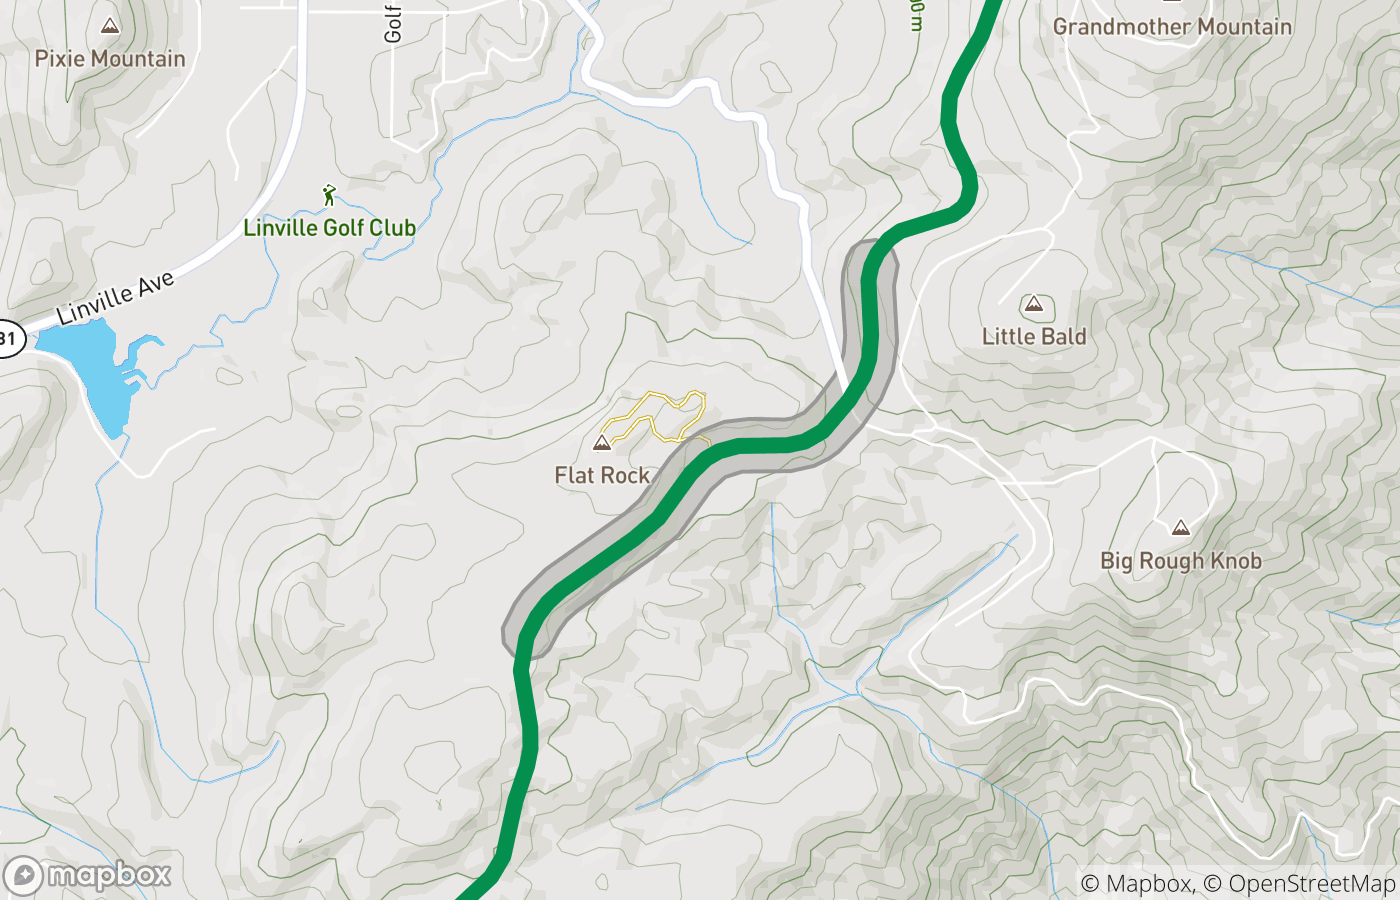 Golf
00 m
Grandmother Mountain
Pixie Mountain
Linville Golf Club
Linville Ave
Little Bald
Flat Rock
Big Rough Knob
mapbox
© Mapbox, © OpenStreetMap